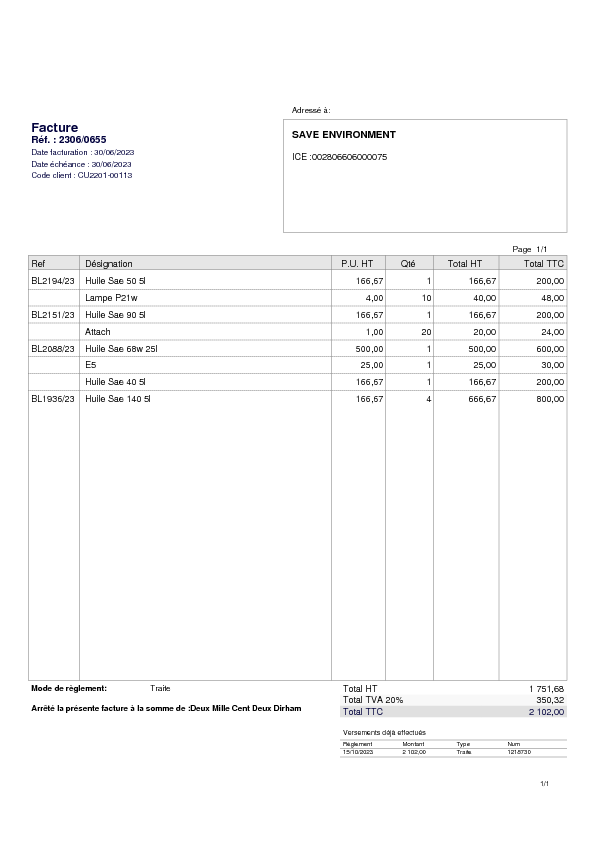 Adressé à:
Facture
Réf. : 2306/0655
Date facturation : 30/06/2023
Date échéance : 30/06/2023
Code client : CU2201-00113
SAVE ENVIRONMENT
ICE :002806606000075
Page 1/1
Ref Désignation P.U. HT Qté Total HT Total TTC
BL2194/23 Huile Sae 50 5l 166,67 1 166,67 200,00
Lampe P21w 4,00 10 40,00 48,00
BL2151/23 Huile Sae 90 5l 166,67 1 166,67 200,00
Attach 1,00 20 20,00 24,00
BL2088/23 Huile Sae 68w 25l 500,00 1 500,00 600,00
E5 25,00 1 25,00 30,00
Huile Sae 40 5l 166,67 1 166,67 200,00
BL1936/23 Huile Sae 140 5l 166,67 4 666,67 800,00
Mode de règlement: Traite
Total HT 1 751,68
Total TVA 20% 350,32
Arrêté la présente facture à la somme de :Deux Mille Cent Deux Dirham
Total TTC 2 102,00
Versements déjà effectués
Règlement Montant Type Num
15/10/2023 2 102,00 Traite 1218730
1/1